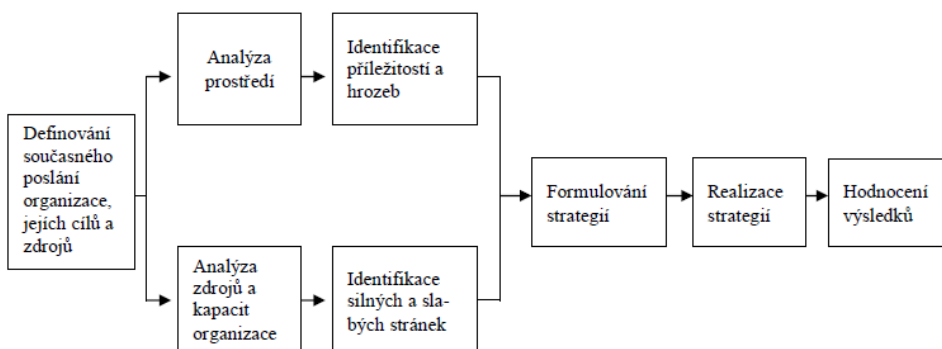 Definování
současného
poslání
organizace,
jejích cílů a
zdrojů
Analýza
prostředí
Identifikace
příležitostí a
hrozeb
Analýza
zdrojů a
kapacit
organizace
Identifikace
silných a sla-
bých stránek
Formulování
strategií
Realizace
strategií
Hodnocení
výsledků